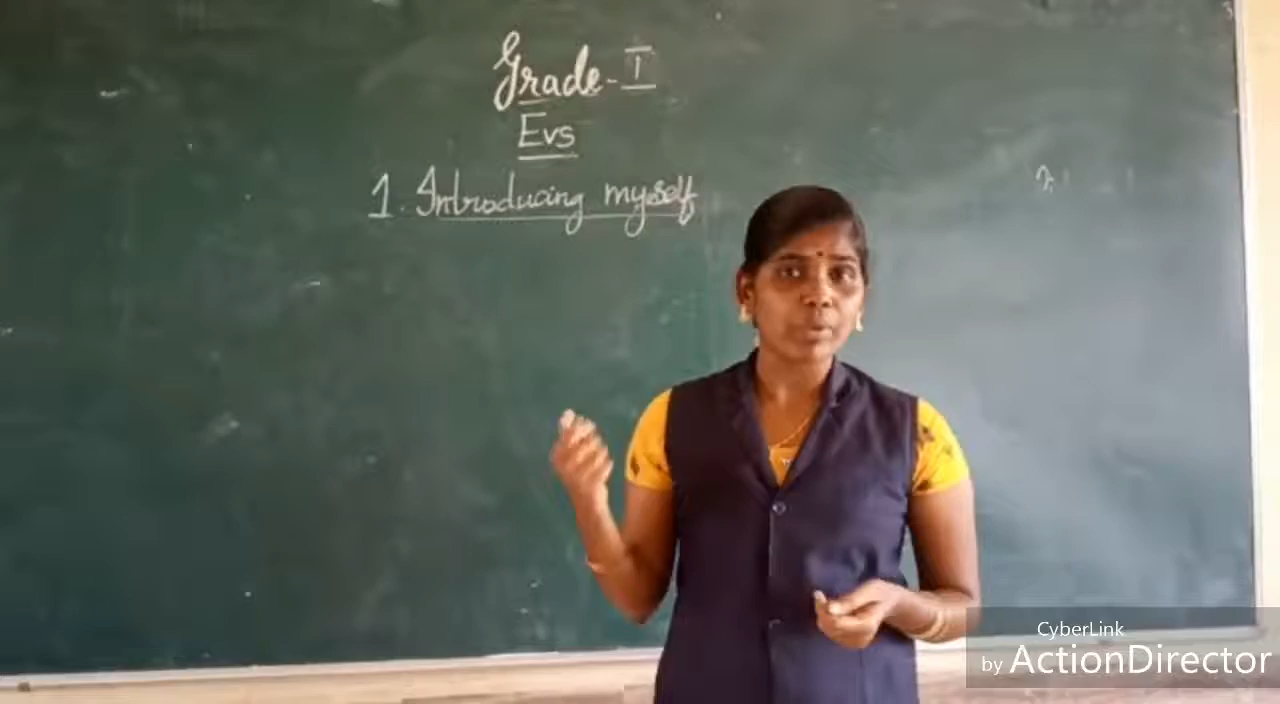 Grade-I
Evs
1. Introducing myself
CyberLink
by ActionDirector